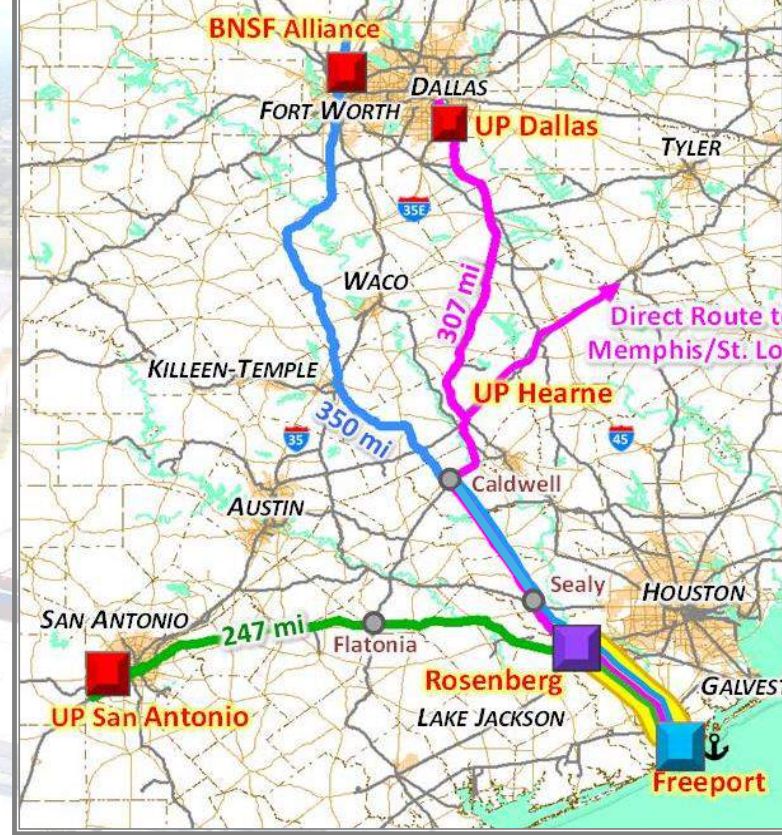 BNSF Alliance
DALLAS
FORT WORTH
UP Dallas
TYLER
35E
WACO
307 mi
Direct Route t
Memphis/St. Lo
KILLEEN-TEMPLE
UP Hearne
350 mi
35
45
Caldwell
AUSTIN
Sealy
HOUSTON
SAN ANTONIO
247 mi
Flatonia
Rosenberg
GALVEST
UP San Antonio
LAKE JACKSON
Freeport